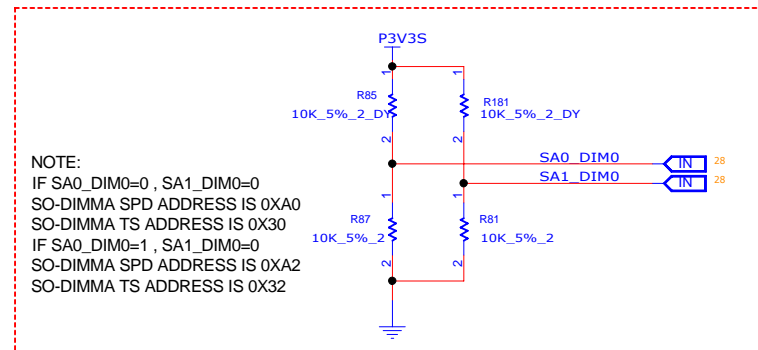 P3V3S
1
1
R85
R181
10K_5%_2_DY
10K_5%_2_DY
2
2
SA0_DIM0
IN
28
SA1_DIM0
IN
28
NOTE:
IF SA0_DIM0=0 , SA1_DIM0=0
SO-DIMMA SPD ADDRESS IS 0XA0
SO-DIMMA TS ADDRESS IS 0X30
IF SA0_DIM0=1 , SA1_DIM0=0
SO-DIMMA SPD ADDRESS IS 0XA2
SO-DIMMA TS ADDRESS IS 0X32
1
1
R87
R81
10K_5%_2
10K_5%_2
2
2